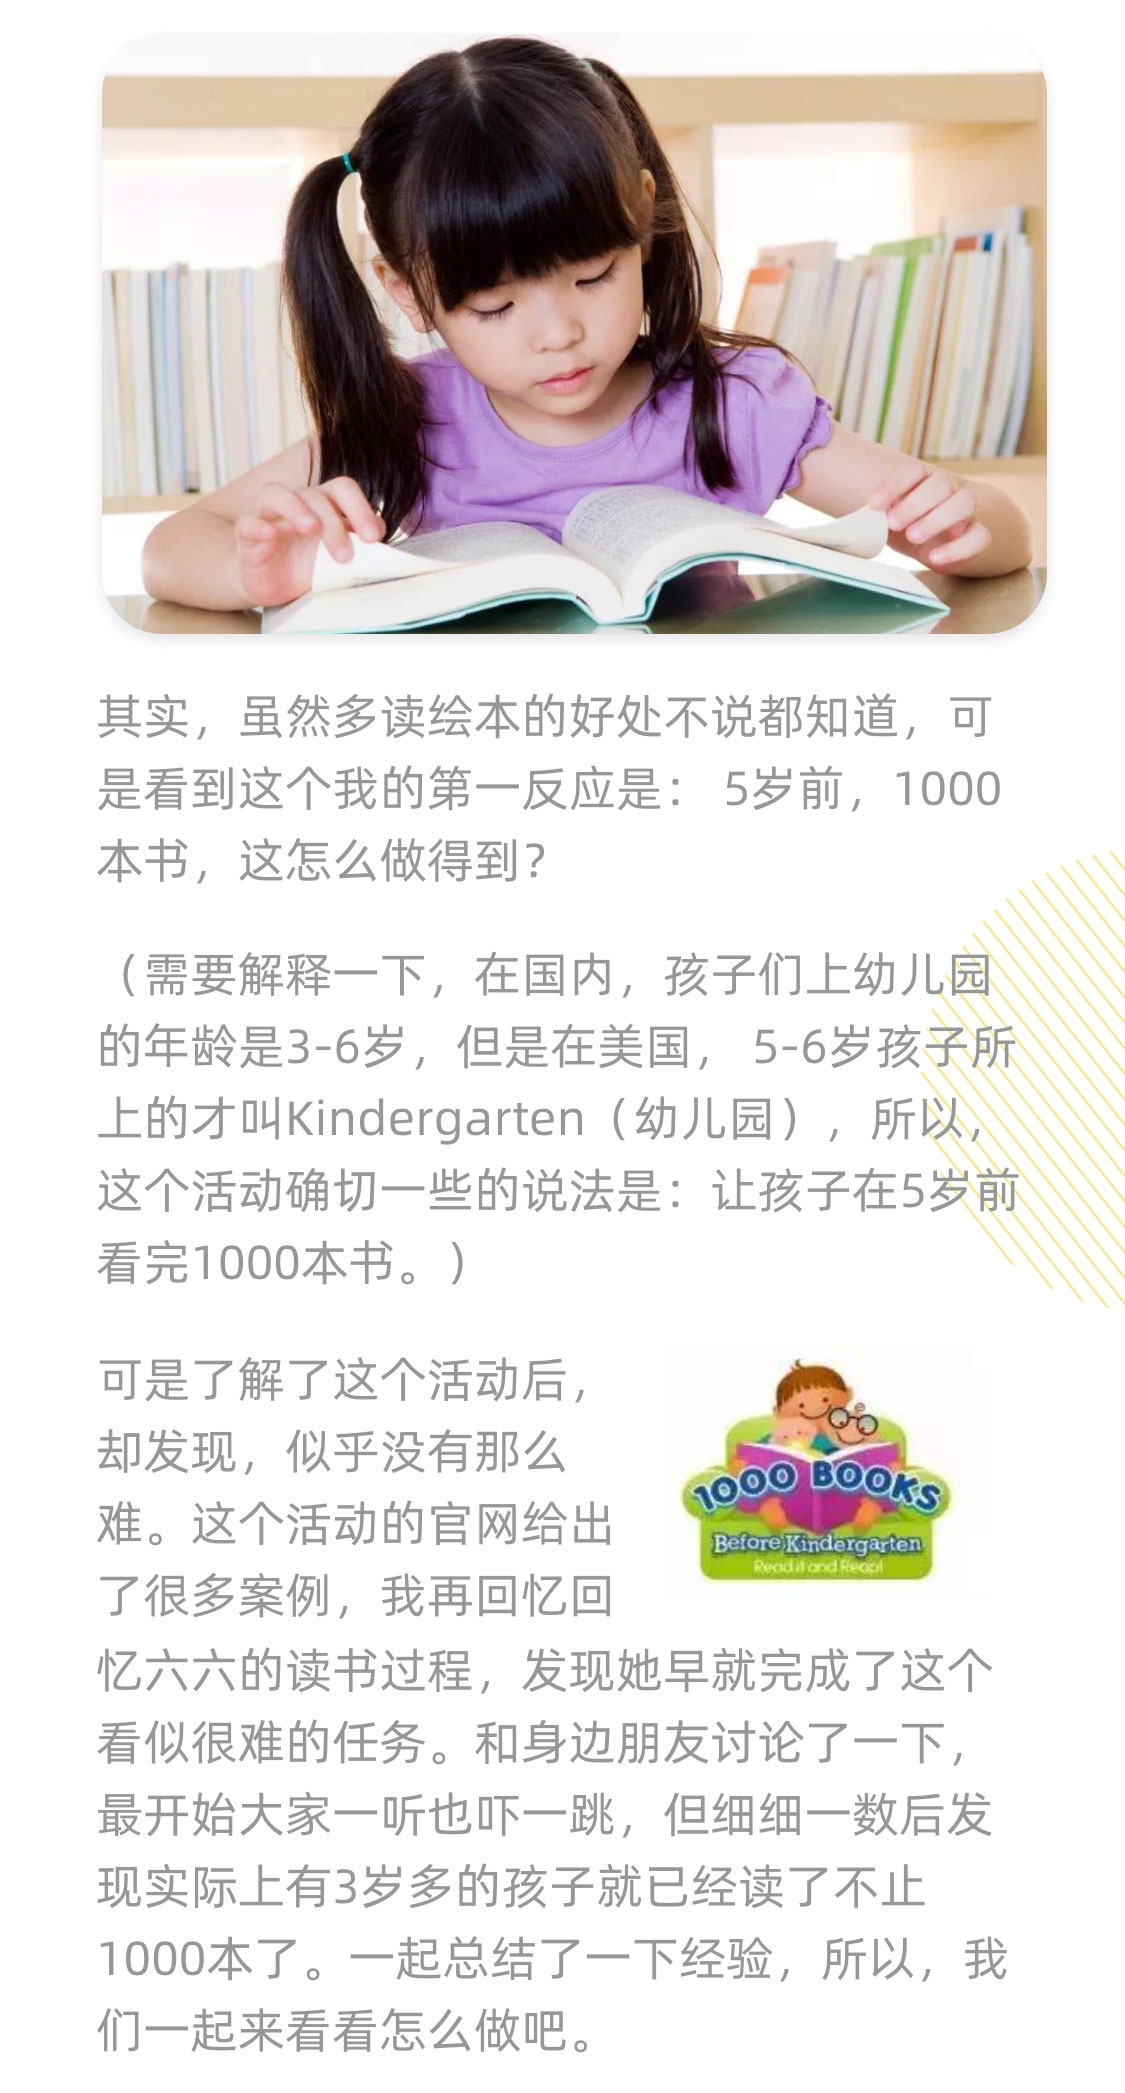 其实，虽然多读绘本的好处不说都知道，可
是看到这个我的第一反应是： 5岁前，1000
本书，这怎么做得到？
（需要解释一下，在国内，孩子们上幼儿园
的年龄是3-6岁，但是在美国， 5-6岁孩子所
上的才叫Kindergarten（幼儿园），所以，
这个活动确切一些的说法是：让孩子在5岁前
看完1000本书。）
可是了解了这个活动后，
却发现，似乎没有那么
难。这个活动的官网给出
了很多案例，我再回忆回
忆六六的读书过程，发现她早就完成了这个
看似很难的任务。和身边朋友讨论了一下，
最开始大家一听也吓一跳，但细细一数后发
现实际上有3岁多的孩子就已经读了不止
1000本了。一起总结了一下经验，所以，我
们一起来看看怎么做吧。
1000 BOOKS
Before Kindergarten
Read it and Reap!